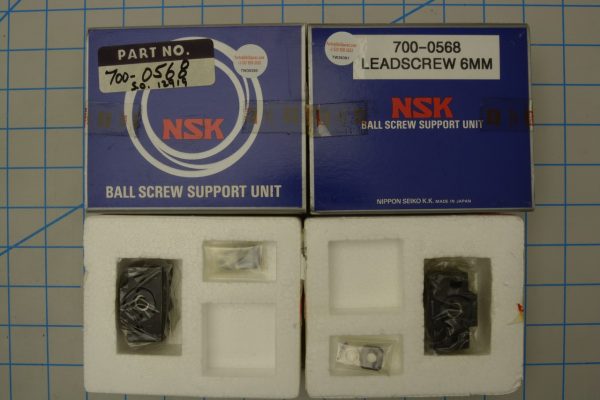 PART NO.
700-0568
S.O. 12919
NSK
BALL SCREW SUPPORT UNIT
700-0568
LEADSCREW 6MM
NSK
BALL SCREW SUPPORT UNIT
NIPPON SEIKO K.K. MADE IN JAPAN